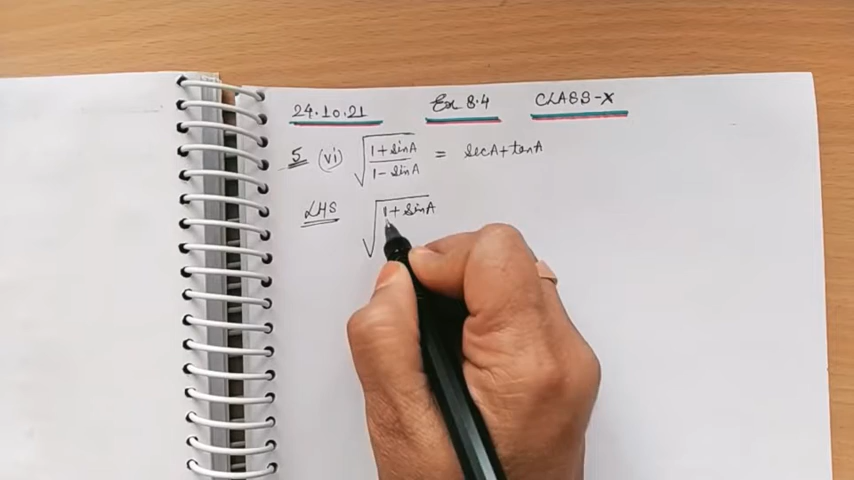 24.10.21 Ex 8.4 CLASS-X
5 (vi) √(1+sinA / 1-sinA) = secA+tanA
LHS √1+sinA